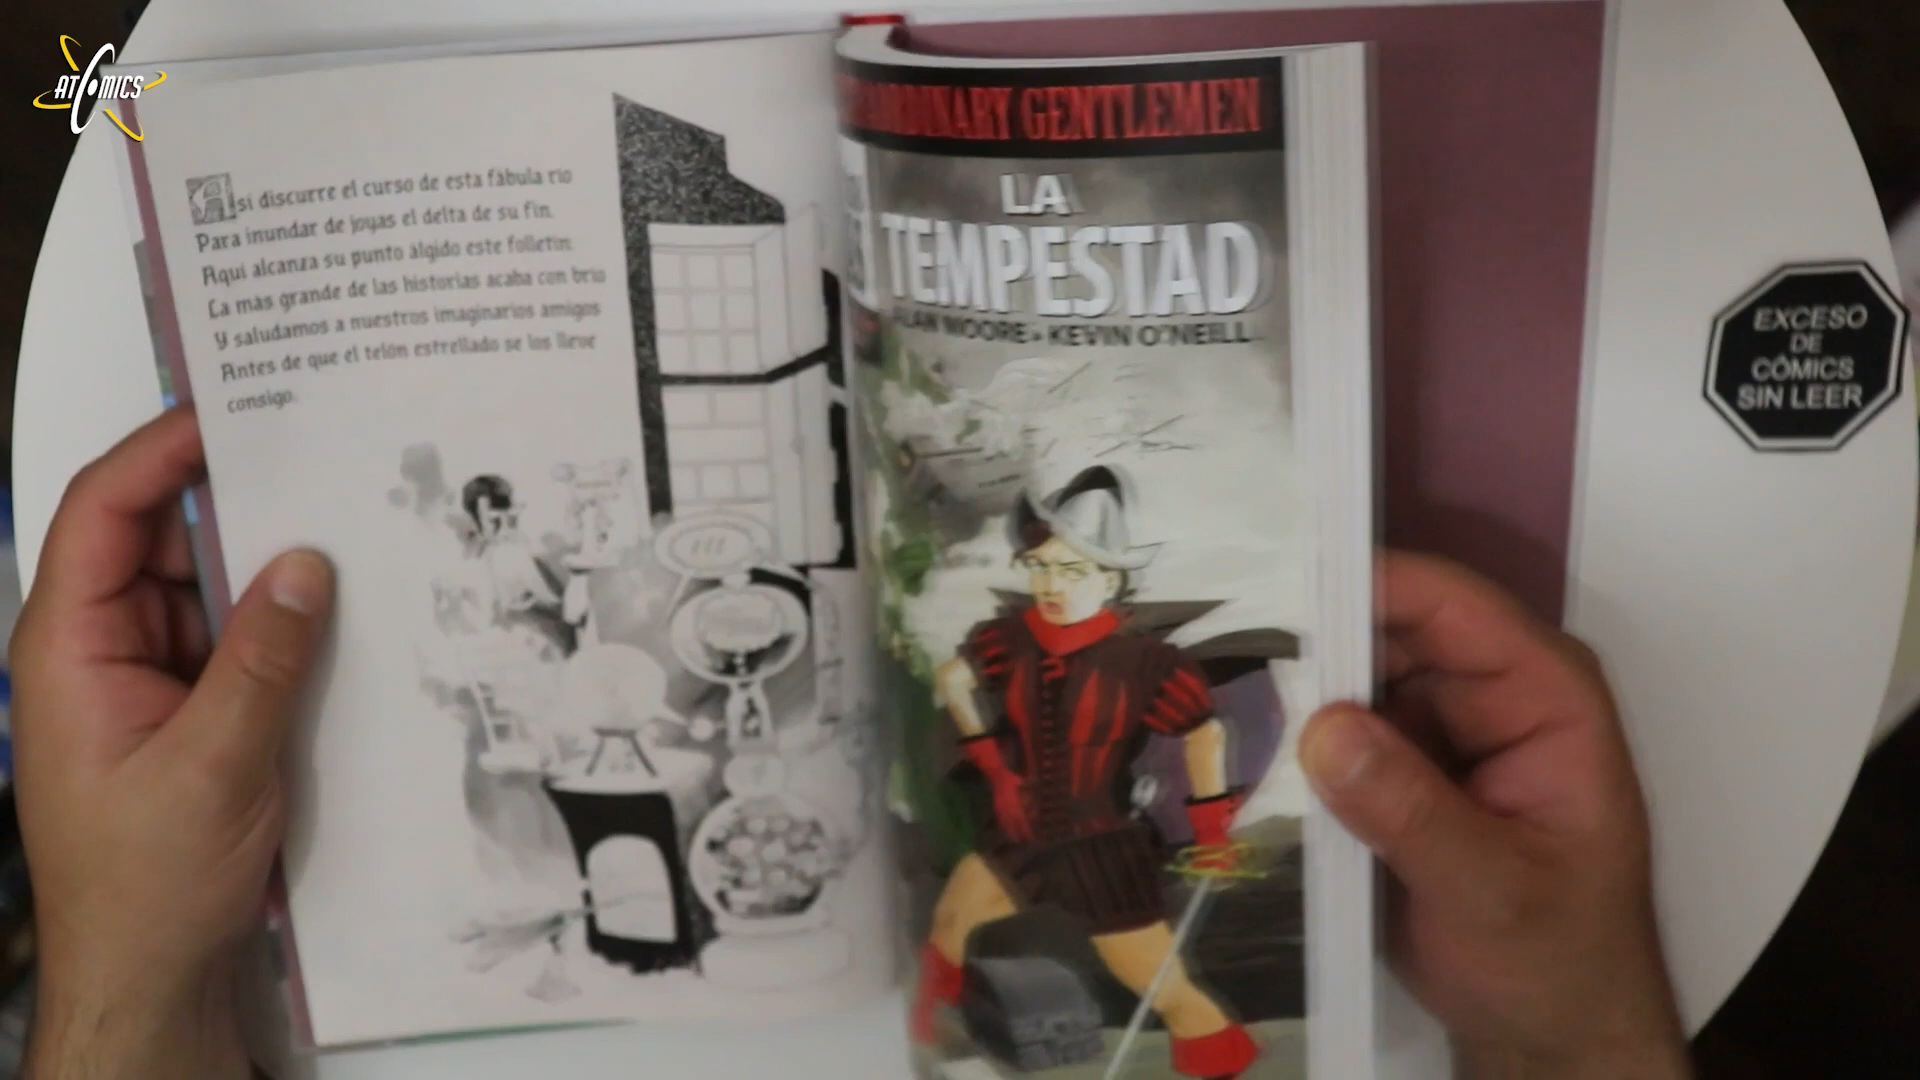 ATCOMICS
Así discurre el curso de esta fábula río
Para inundar de joyas el delta de su fin.
Aquí alcanza su punto álgido este folletín:
La más grande de las historias acaba con brío
Y saludamos a nuestros imaginarios amigos
Antes de que el telón estrellado se los lleve
consigo.
GENTLEMEN
LA
TEMPESTAD
ALAN MOORE • KEVIN O'NEILL
EXCESO
DE
CÓMICS
SIN LEER